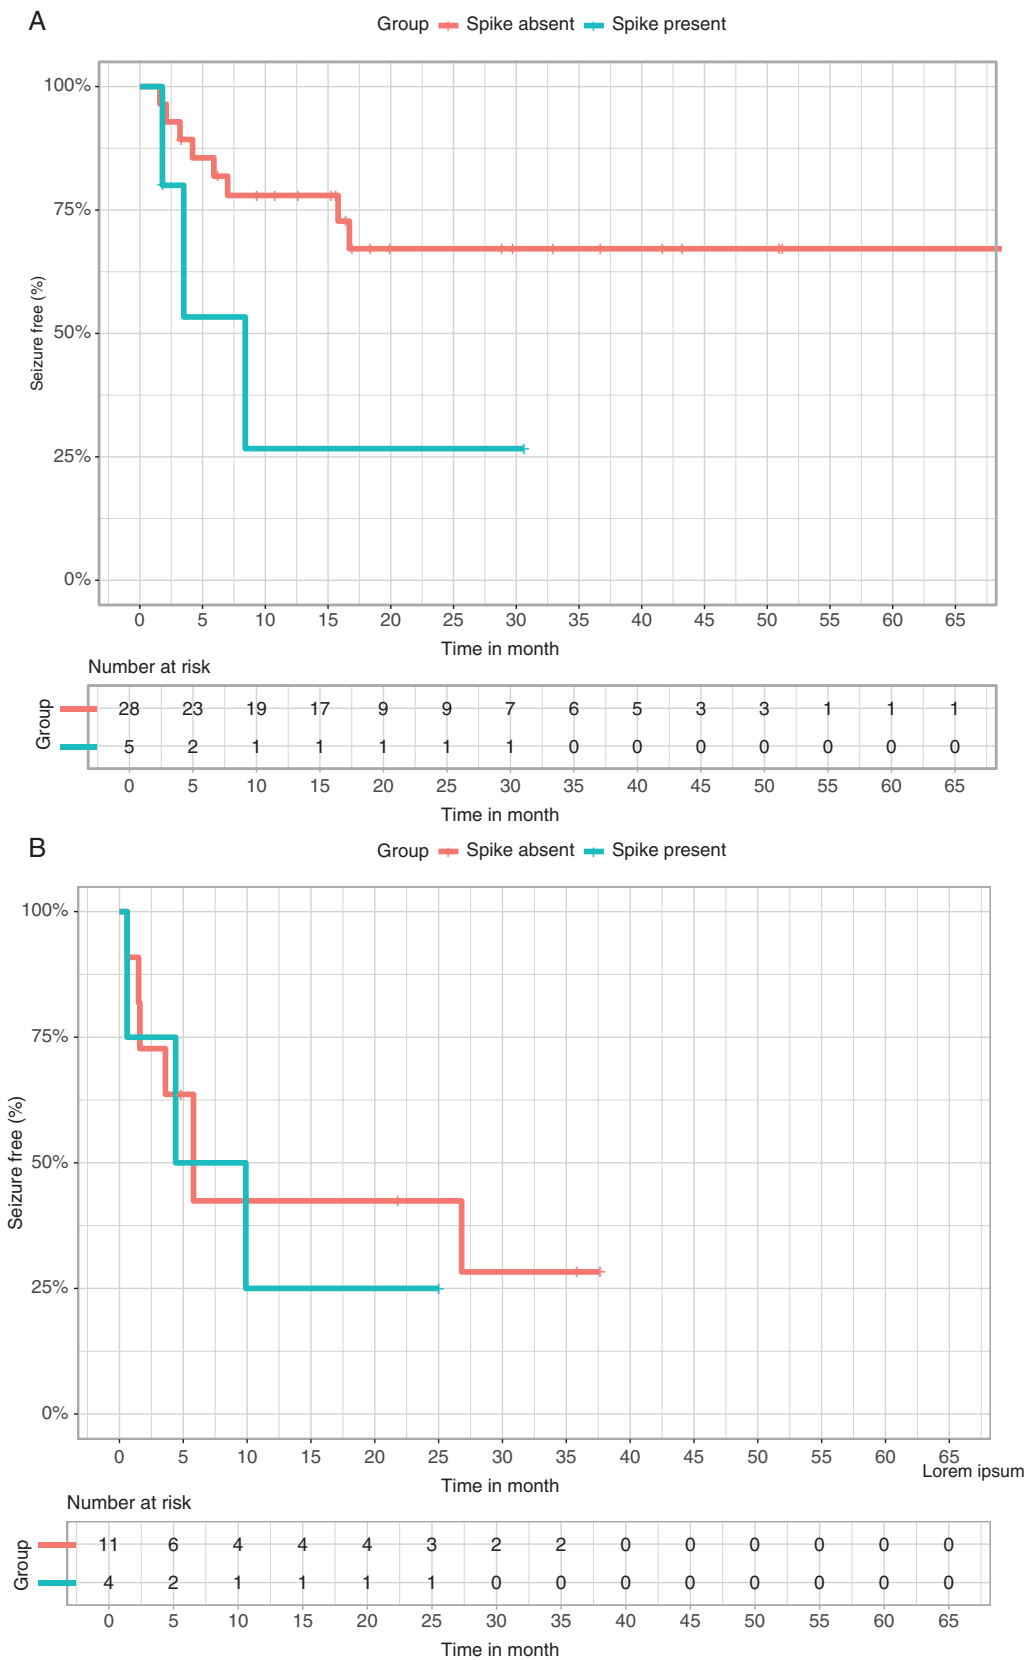 A
Group Spike absent Spike present
100%
75%
50%
25%
0%
Seizure free (%)
0 5 10 15 20 25 30 35 40 45 50 55 60 65
Time in month
Number at risk
Group
28 23 19 17 9 9 7 6 5 3 3 1 1 1
5 2 1 1 1 1 1 0 0 0 0 0 0 0
0 5 10 15 20 25 30 35 40 45 50 55 60 65
Time in month
B
Group Spike absent Spike present
100%
75%
50%
25%
0%
Seizure free (%)
0 5 10 15 20 25 30 35 40 45 50 55 60 65
Lorem ipsum
Time in month
Number at risk
Group
11 6 4 4 4 3 2 2 0 0 0 0 0 0
4 2 1 1 1 1 0 0 0 0 0 0 0 0
0 5 10 15 20 25 30 35 40 45 50 55 60 65
Time in month